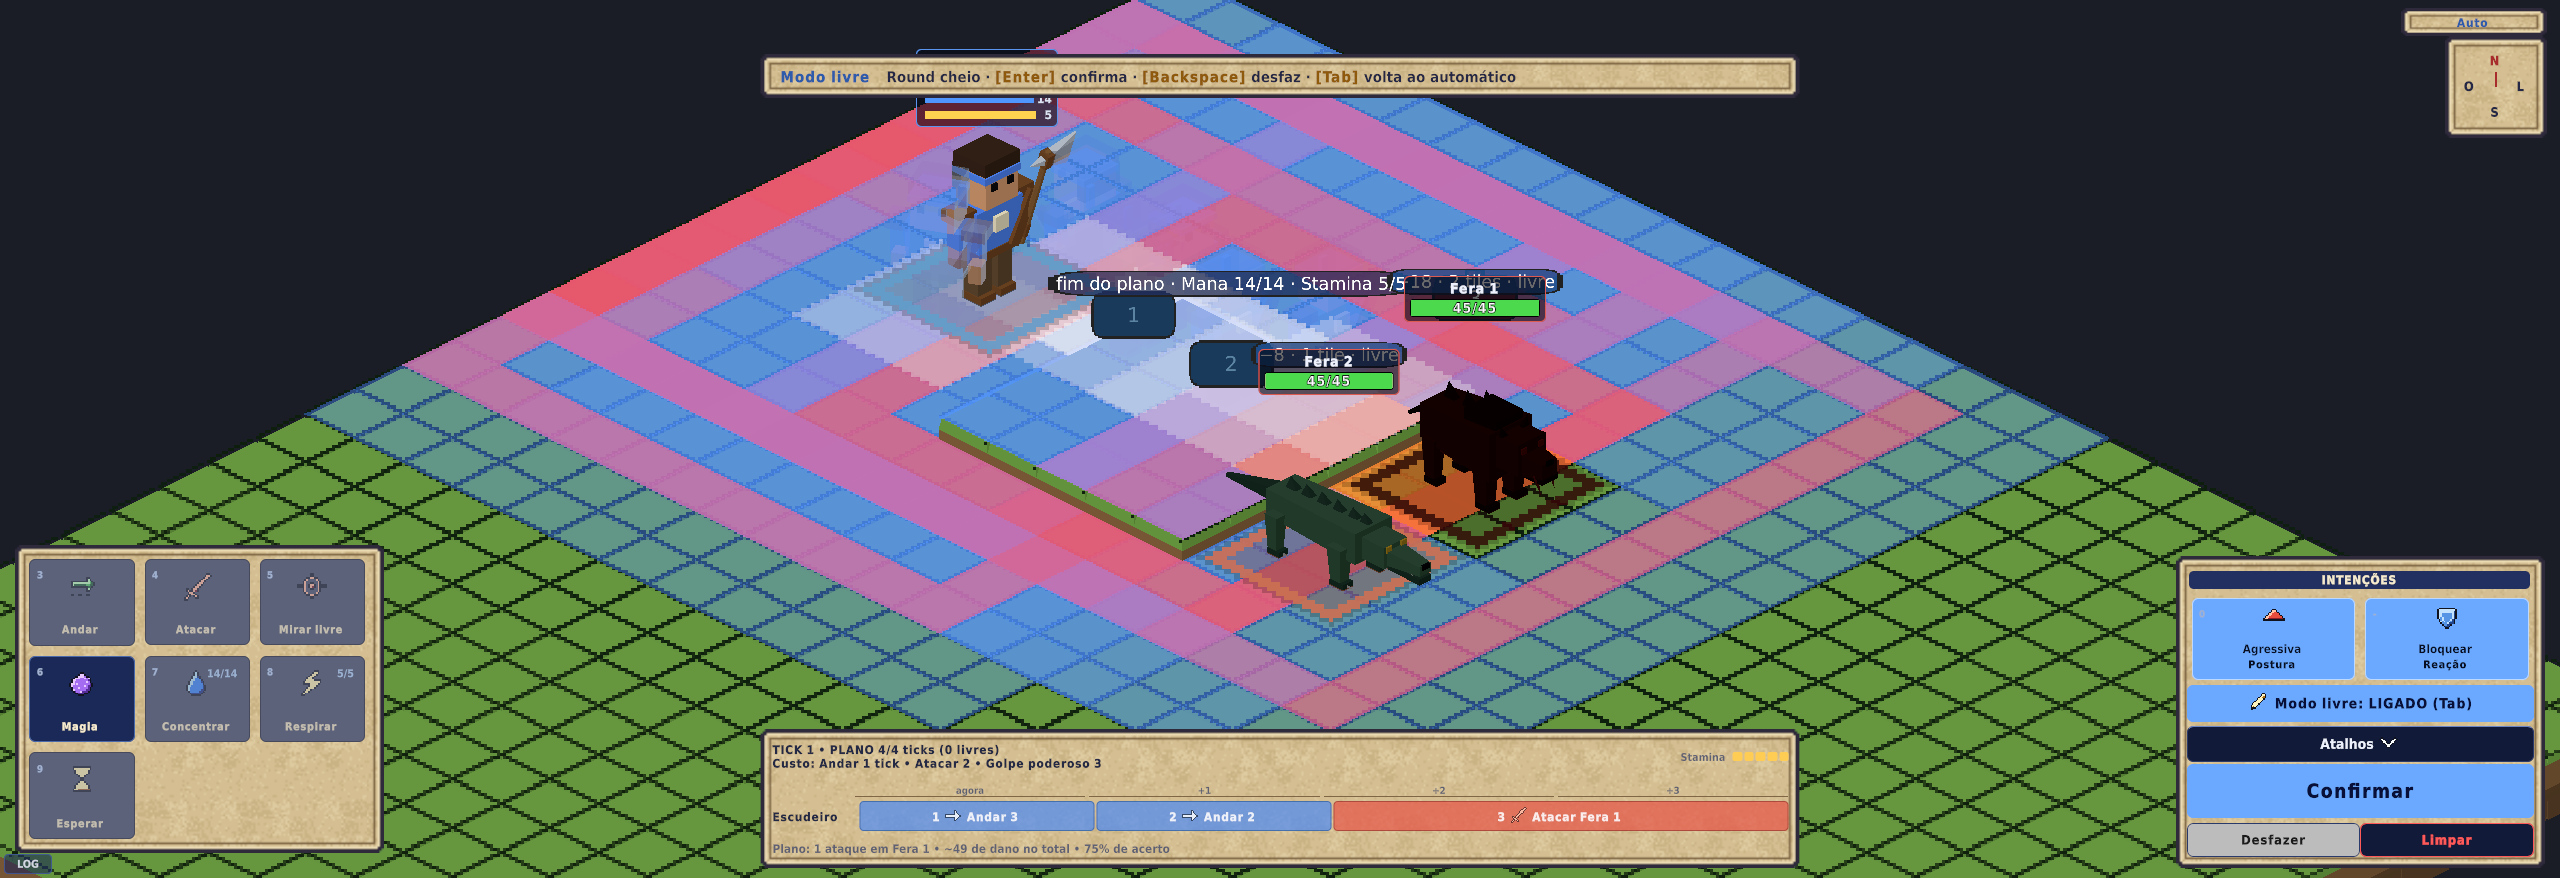 Auto
Modo livre Round cheio · [Enter] confirma · [Backspace] desfaz · [Tab] volta ao automático
N
O L
S
14
5
fim do plano · Mana 14/14 · Stamina 5/5
livre
Fera 1
45/45
1
2
−8 · 1 tile · livre
Fera 2
45/45
3 Andar
4 Atacar
5 Mirar livre
6 Magia
7 14/14 Concentrar
8 5/5 Respirar
9 Esperar
LOG
TICK 1 • PLANO 4/4 ticks (0 livres)
Custo: Andar 1 tick • Atacar 2 • Golpe poderoso 3
Stamina
agora +1 +2 +3
Escudeiro 1 → Andar 3 2 → Andar 2 3 Atacar Fera 1
Plano: 1 ataque em Fera 1 • ~49 de dano no total • 75% de acerto
INTENÇÕES
Agressiva
Postura
Bloquear
Reação
Modo livre: LIGADO (Tab)
Atalhos
Confirmar
Desfazer
Limpar